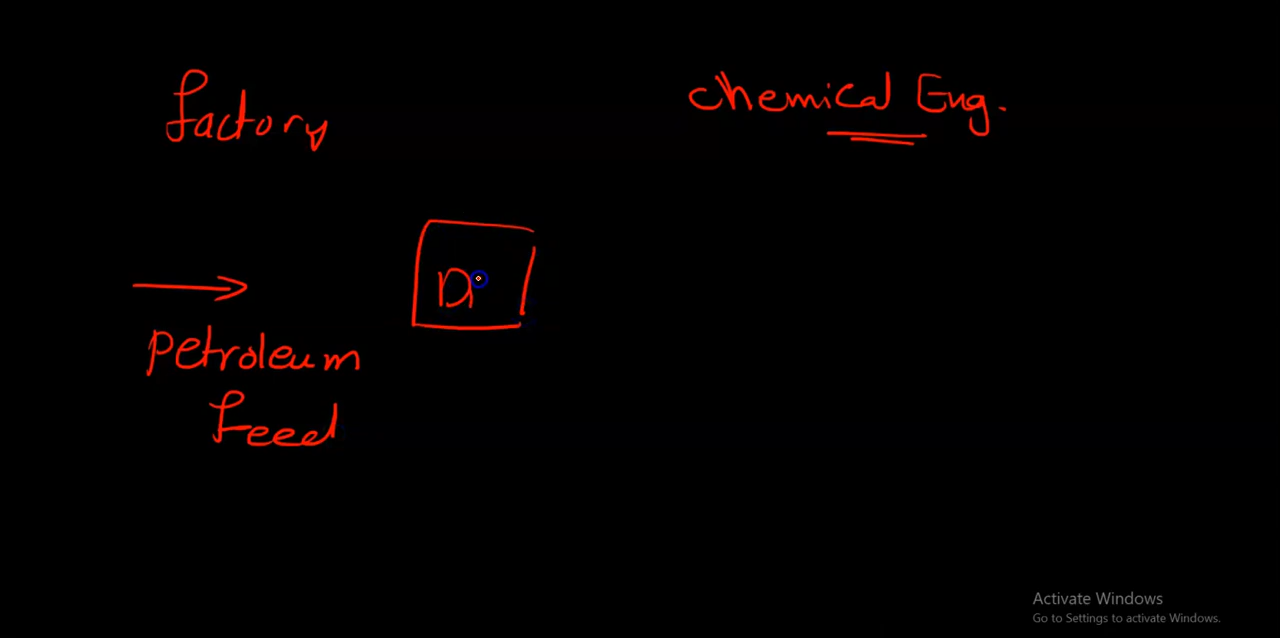 factory
Chemical Eng.
D
Petroleum
feed
Activate Windows
Go to Settings to activate Windows.